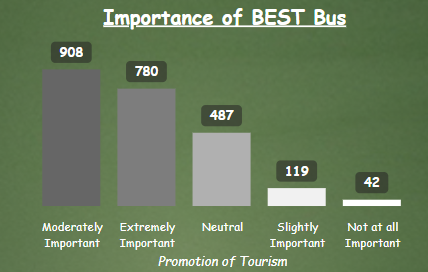 Importance of BEST Bus
908
780
487
119
42
Moderately
Important
Extremely
Important
Neutral
Slightly
Important
Not at all
Important
Promotion of Tourism